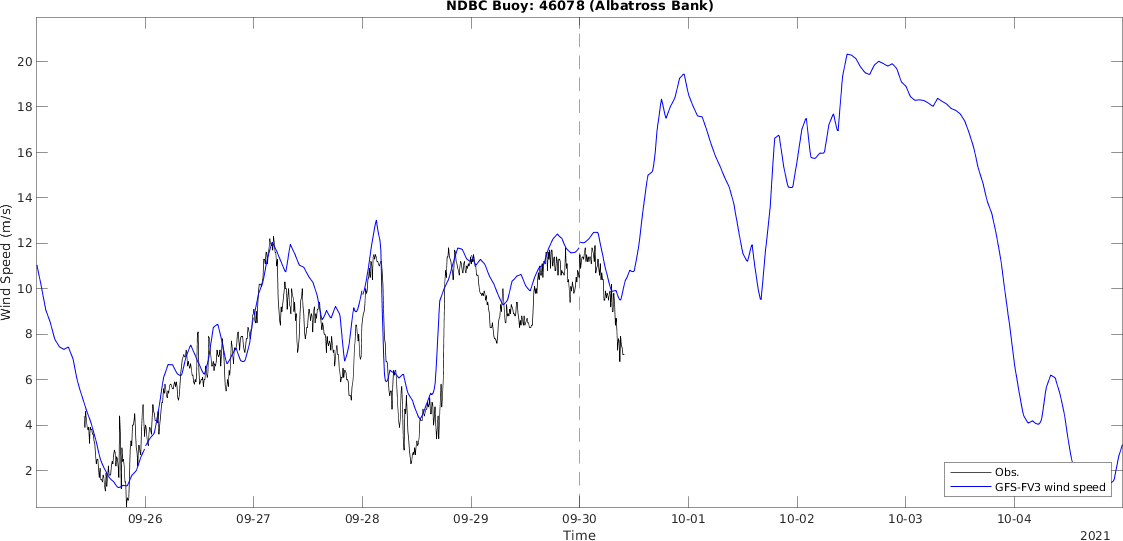 NDBC Buoy: 46078 (Albatross Bank)
20
18
16
14
12
10
8
6
4
2
Wind Speed (m/s)
Obs.
GFS-FV3 wind speed
09-26 09-27 09-28 09-29 09-30 10-01 10-02 10-03 10-04
Time
2021